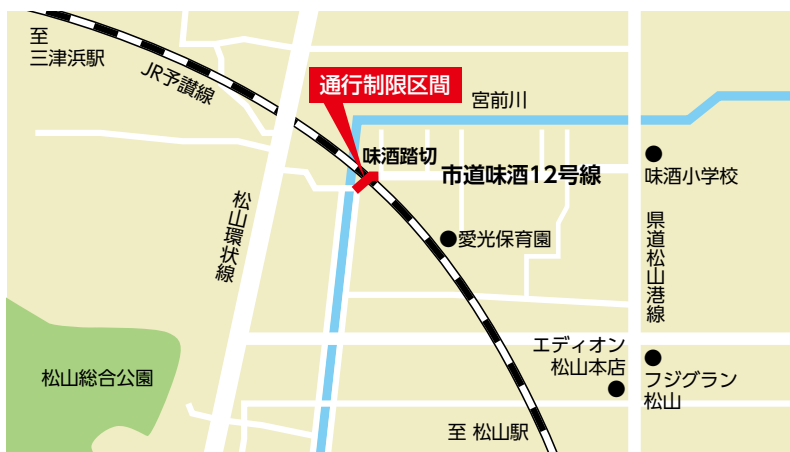 至
三津浜駅
JR予讃線
通行制限区間
宮前川
味酒踏切
市道味酒12号線
味酒小学校
松山環状線
愛光保育園
県道松山港線
エディオン
松山本店
フジグラン
松山
松山総合公園
至 松山駅